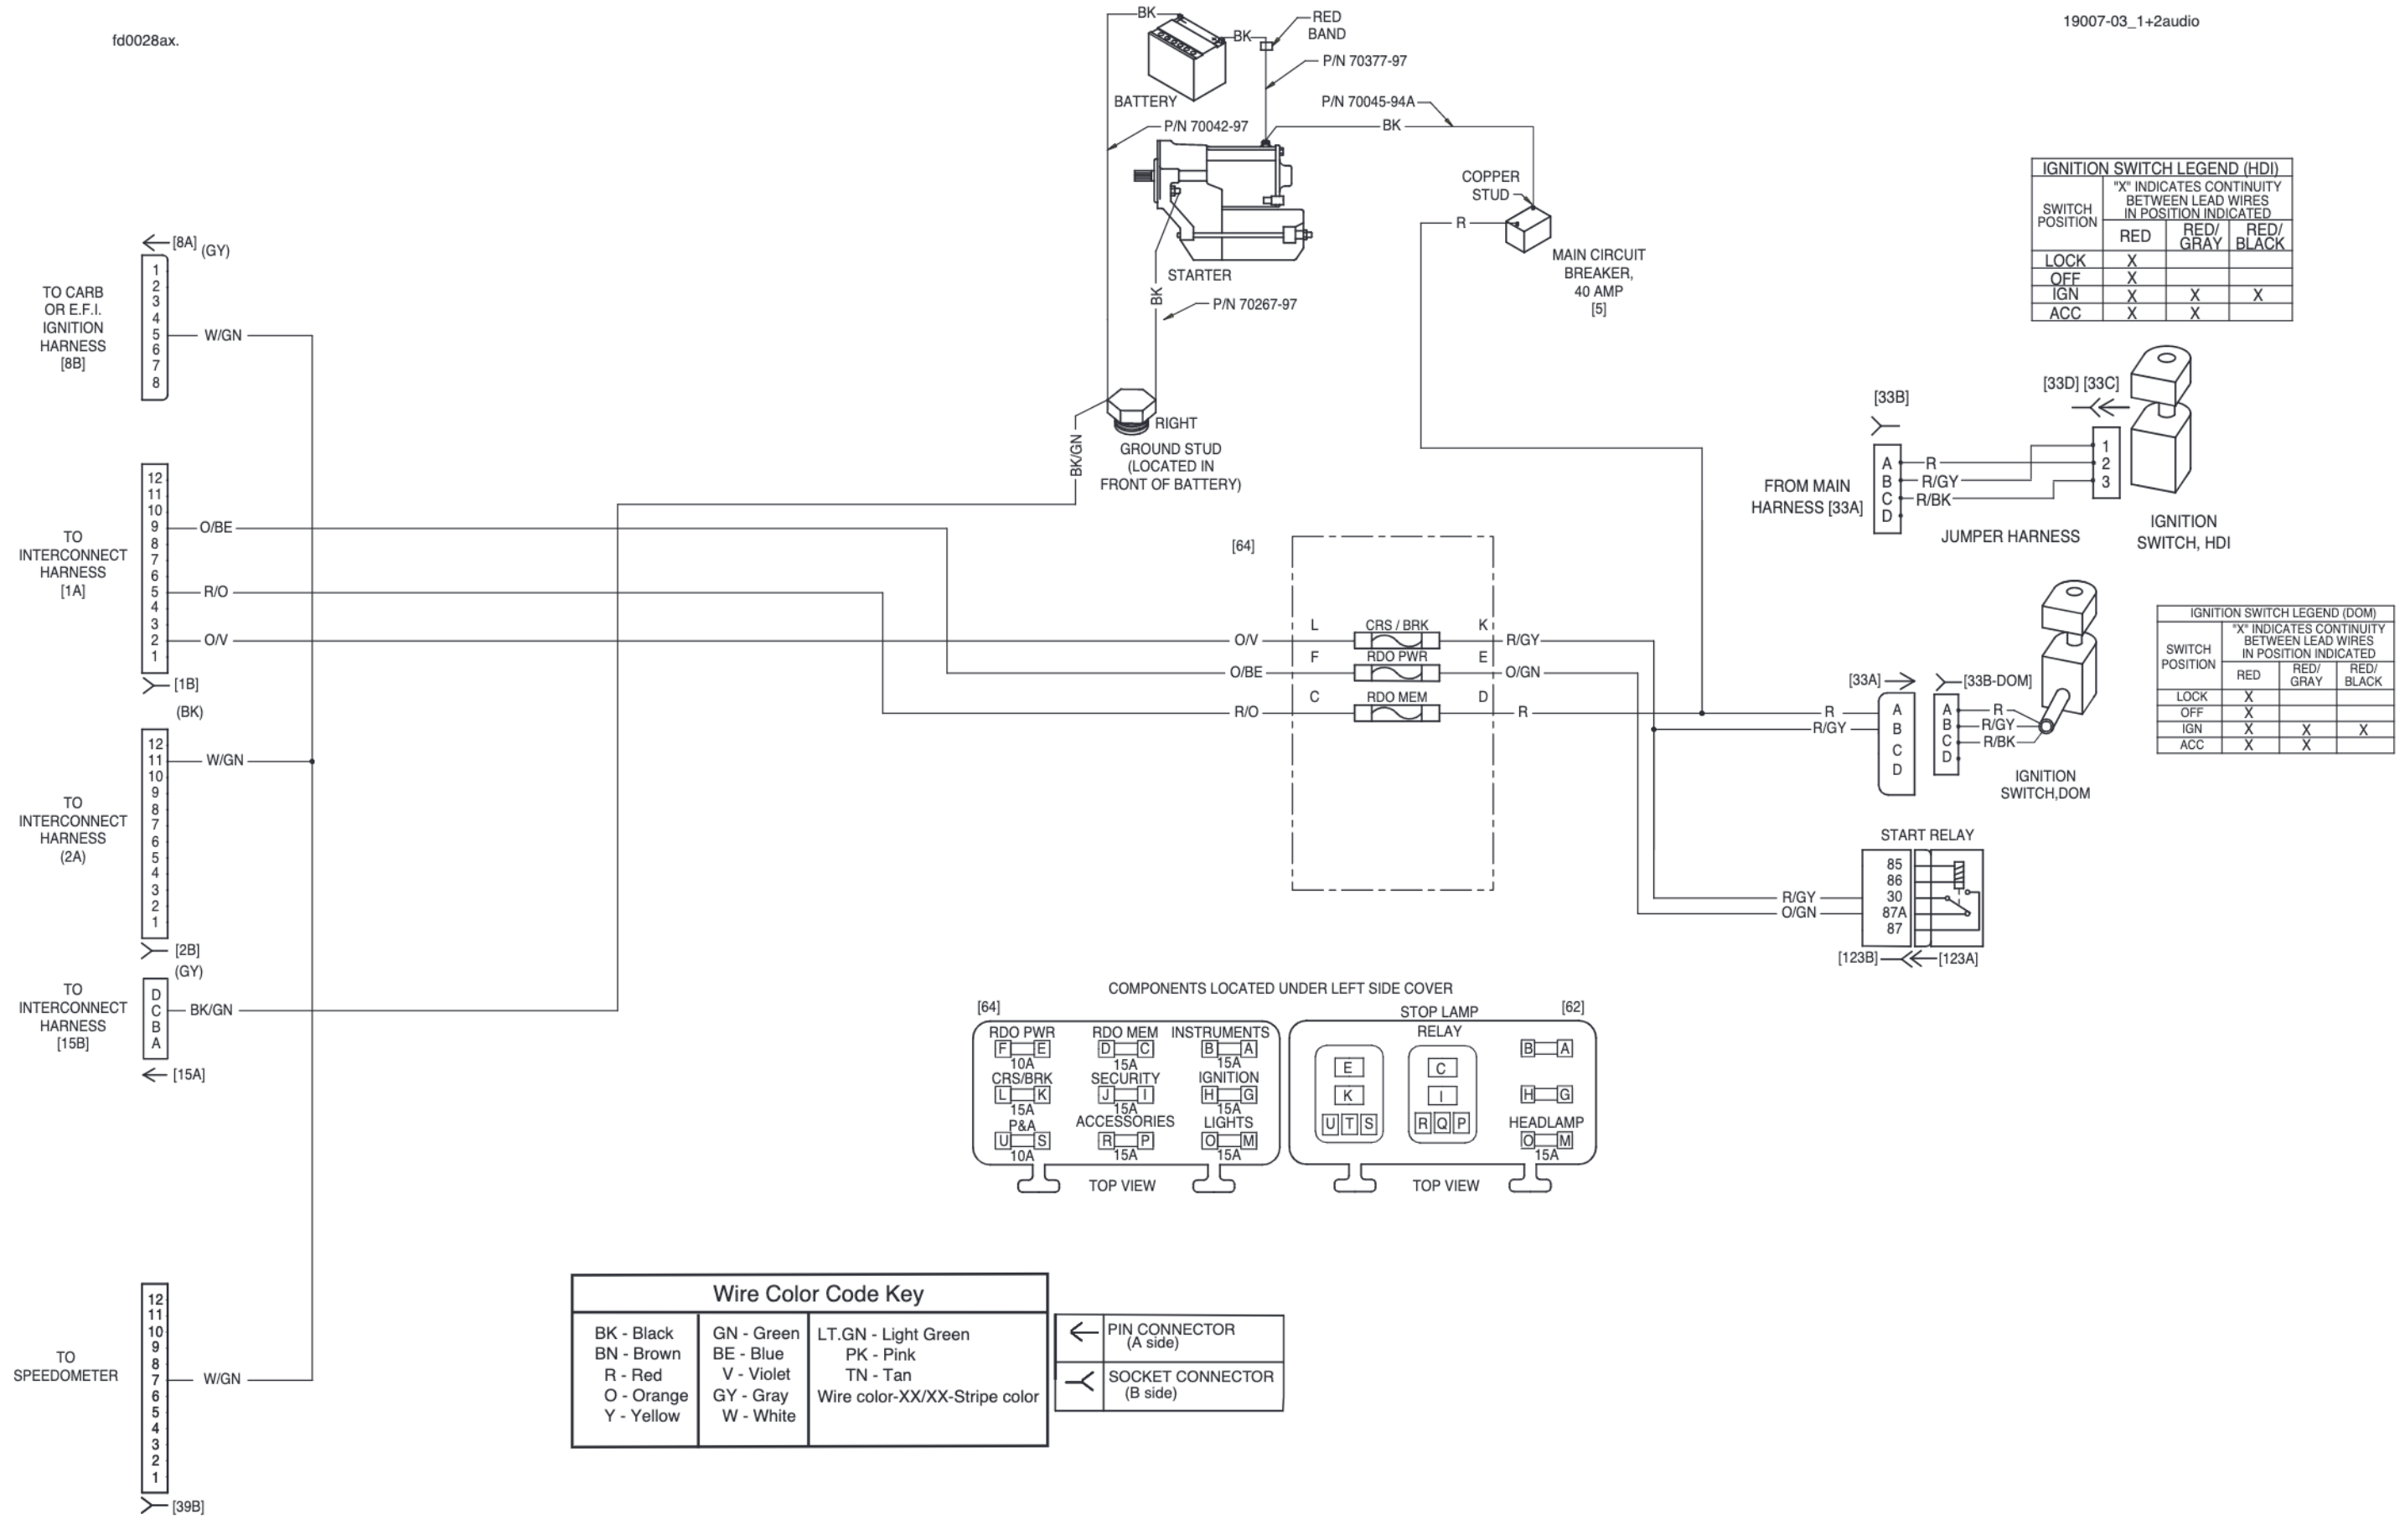 fd0028ax.
19007-03_1+2audio
BK
BK
RED
BAND
P/N 70377-97
BATTERY
P/N 70045-94A
P/N 70042-97
BK
COPPER
STUD
R
STARTER
BK
P/N 70267-97
MAIN CIRCUIT
BREAKER,
40 AMP
[5]
RIGHT
BK/GN
GROUND STUD
(LOCATED IN
FRONT OF BATTERY)
IGNITION SWITCH LEGEND (HDI)
SWITCH
POSITION
"X" INDICATES CONTINUITY
BETWEEN LEAD WIRES
IN POSITION INDICATED
RED
RED/
GRAY
RED/
BLACK
LOCK X
OFF X
IGN X X X
ACC X X
[8A] (GY)
TO CARB
OR E.F.I.
IGNITION
HARNESS
[8B]
1
2
3
4
5 W/GN
6
7
8
TO
INTERCONNECT
HARNESS
[1A]
12
11
10
9 O/BE
8
7
6
5 R/O
4
3
2 O/V
1
[1B]
(BK)
TO
INTERCONNECT
HARNESS
(2A)
12
11 W/GN
10
9
8
7
6
5
4
3
2
1
[2B]
(GY)
TO
INTERCONNECT
HARNESS
[15B]
D
C BK/GN
B
A
[15A]
TO
SPEEDOMETER
12
11
10
9
8
7 W/GN
6
5
4
3
2
1
[39B]
[64]
O/V L CRS / BRK K R/GY
O/BE F RDO PWR E O/GN
R/O C RDO MEM D R
[33B]
[33D] [33C]
FROM MAIN
HARNESS [33A]
A R
B R/GY
C R/BK
D
1
2
3
JUMPER HARNESS
IGNITION
SWITCH, HDI
[33A]
[33B-DOM]
R A
R/GY B
C
D
A R
B R/GY
C R/BK
D
IGNITION
SWITCH,DOM
IGNITION SWITCH LEGEND (DOM)
SWITCH
POSITION
"X" INDICATES CONTINUITY
BETWEEN LEAD WIRES
IN POSITION INDICATED
RED
RED/
GRAY
RED/
BLACK
LOCK X
OFF X
IGN X X X
ACC X X
START RELAY
85
86
R/GY 30
O/GN 87A
87
[123B] [123A]
COMPONENTS LOCATED UNDER LEFT SIDE COVER
[64]
RDO PWR RDO MEM INSTRUMENTS
F E D C B A
10A 15A 15A
CRS/BRK SECURITY IGNITION
L K J I H G
15A 15A 15A
P&A ACCESSORIES LIGHTS
U S R P O M
10A 15A 15A
TOP VIEW
STOP LAMP
RELAY
[62]
E C B A
K I H G
U T S R Q P
HEADLAMP
O M
15A
TOP VIEW
Wire Color Code Key
BK - Black
BN - Brown
R - Red
O - Orange
Y - Yellow
GN - Green
BE - Blue
V - Violet
GY - Gray
W - White
LT.GN - Light Green
PK - Pink
TN - Tan
Wire color-XX/XX-Stripe color
PIN CONNECTOR
(A side)
SOCKET CONNECTOR
(B side)